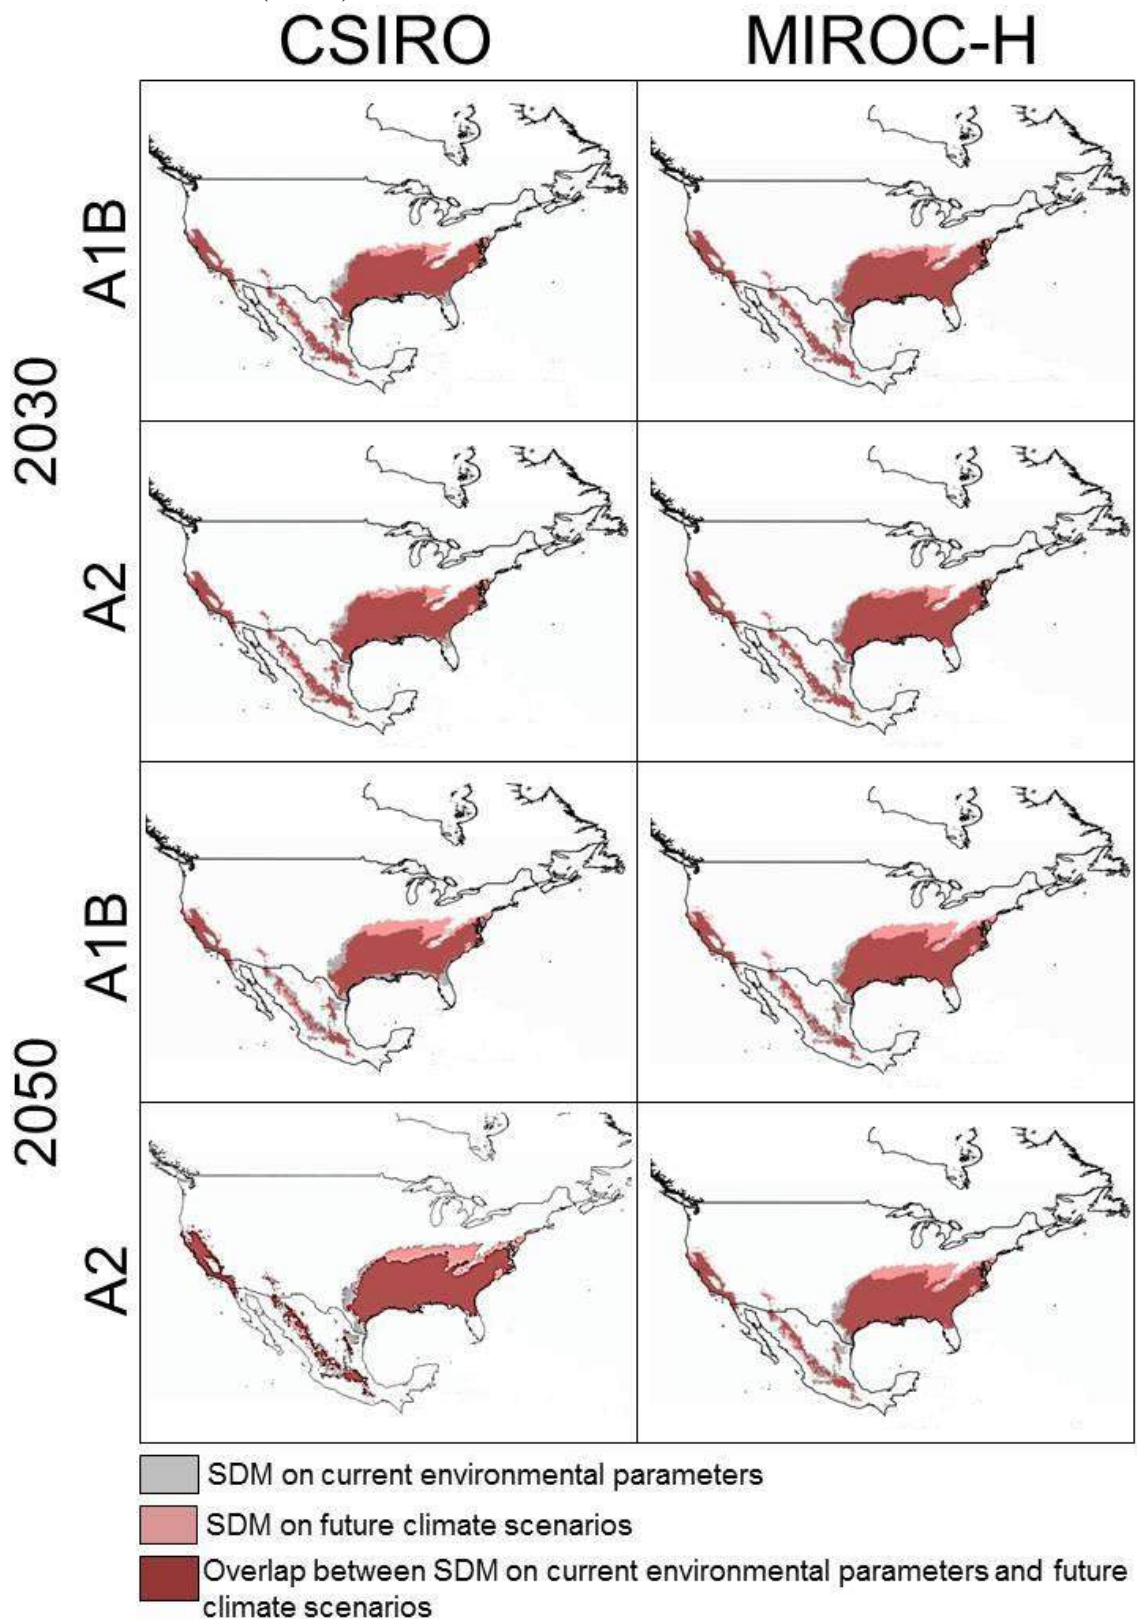 CSIRO
MIROC-H
2030
A1B
A2
2050
A1B
A2
SDM on current environmental parameters
SDM on future climate scenarios
Overlap between SDM on current environmental parameters and future
climate scenarios